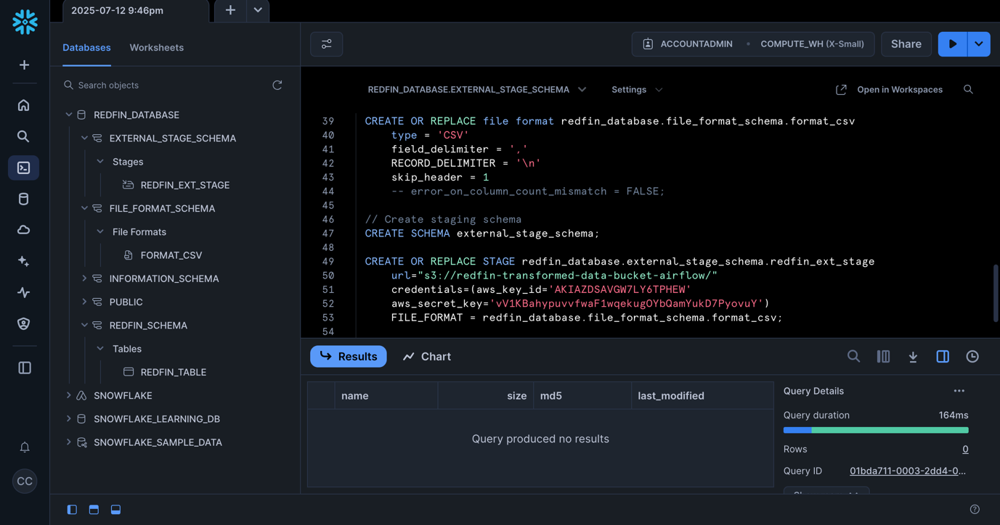 2025-07-12 9:46pm
Databases
Worksheets
ACCOUNTADMIN
COMPUTE_WH (X-Small)
Share
Search objects
REDFIN_DATABASE
EXTERNAL_STAGE_SCHEMA
Stages
REDFIN_EXT_STAGE
FILE_FORMAT_SCHEMA
File Formats
FORMAT_CSV
INFORMATION_SCHEMA
PUBLIC
REDFIN_SCHEMA
Tables
REDFIN_TABLE
SNOWFLAKE
SNOWFLAKE_LEARNING_DB
SNOWFLAKE_SAMPLE_DATA
CC
REDFIN_DATABASE.EXTERNAL_STAGE_SCHEMA
Settings
Open in Workspaces
39 CREATE OR REPLACE file format redfin_database.file_format_schema.format_csv
40 type = 'CSV'
41 field_delimiter = ','
42 RECORD_DELIMITER = '\n'
43 skip_header = 1
44 -- error_on_column_count_mismatch = FALSE;
45
46 // Create staging schema
47 CREATE SCHEMA external_stage_schema;
48
49 CREATE OR REPLACE STAGE redfin_database.external_stage_schema.redfin_ext_stage
50 url="s3://redfin-transformed-data-bucket-airflow/"
51 credentials=(aws_key_id='AKIAZDSAVGW7LY6TPHEW'
52 aws_secret_key='vV1KBahypuvvfwaF1wqekugOYbQamYukD7PyovuY')
53 FILE_FORMAT = redfin_database.file_format_schema.format_csv;
54
Results
Chart
name size md5 last_modified
Query produced no results
Query Details
Query duration 164ms
Rows 0
Query ID 01bda711-0003-2dd4-0...